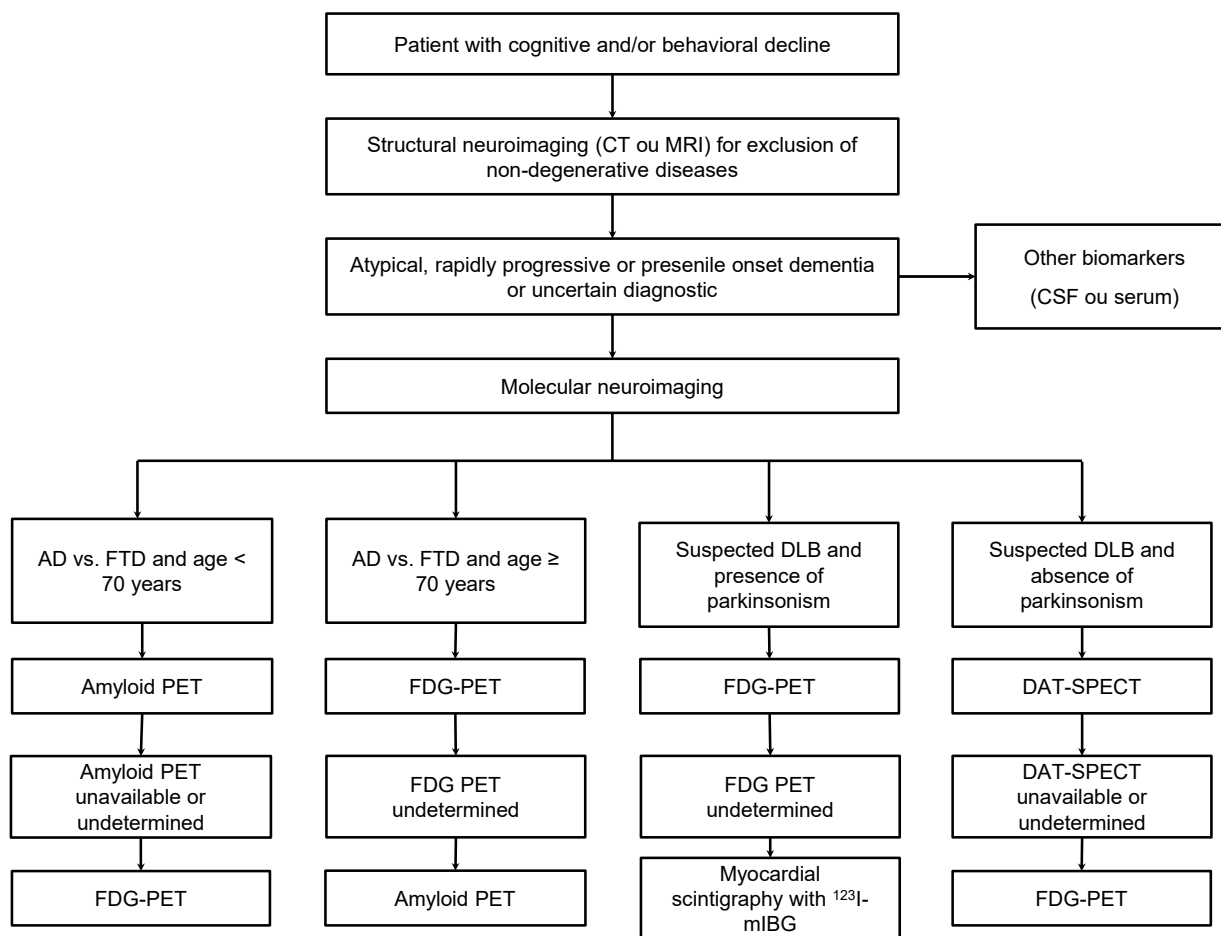 Patient with cognitive and/or behavioral decline
Structural neuroimaging (CT ou MRI) for exclusion of
non-degenerative diseases
Atypical, rapidly progressive or presenile onset dementia
or uncertain diagnostic
Other biomarkers
(CSF ou serum)
Molecular neuroimaging
AD vs. FTD and age <
70 years
AD vs. FTD and age ≥
70 years
Suspected DLB and
presence of
parkinsonism
Suspected DLB and
absence of
parkinsonism
Amyloid PET
FDG-PET
FDG-PET
DAT-SPECT
Amyloid PET
unavailable or
undetermined
FDG PET
undetermined
FDG PET
undetermined
DAT-SPECT
unavailable or
undetermined
FDG-PET
Amyloid PET
Myocardial
scintigraphy with ¹²³I-
mIBG
FDG-PET